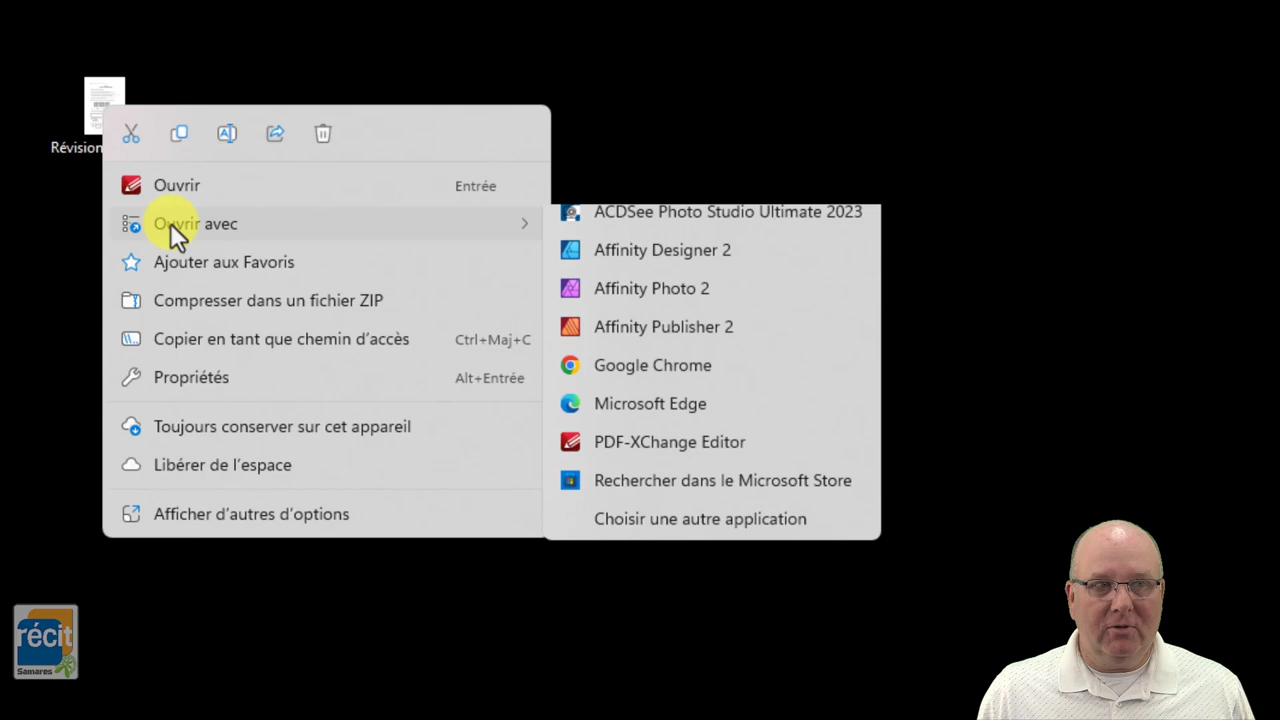 Révision
Ouvrir Entrée
Ouvrir avec
Ajouter aux Favoris
Compresser dans un fichier ZIP
Copier en tant que chemin d'accès Ctrl+Maj+C
Propriétés Alt+Entrée
Toujours conserver sur cet appareil
Libérer de l'espace
Afficher d'autres d'options
ACDSee Photo Studio Ultimate 2023
Affinity Designer 2
Affinity Photo 2
Affinity Publisher 2
Google Chrome
Microsoft Edge
PDF-XChange Editor
Rechercher dans le Microsoft Store
Choisir une autre application
récit
Samares